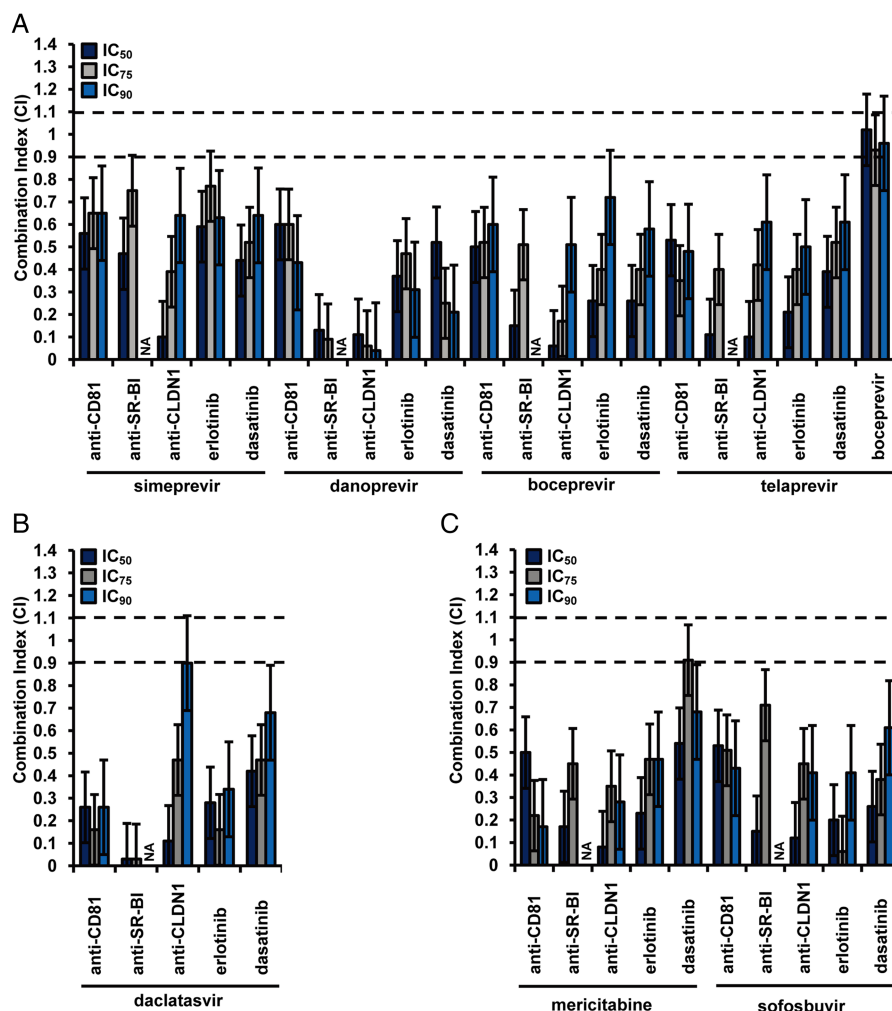 A
1.4
1.3
1.2
1.1
1
0.9
0.8
0.7
0.6
0.5
0.4
0.3
0.2
0.1
0
Combination Index (CI)
IC50
IC75
IC90
NA
NA
NA
NA
anti-CD81
anti-SR-BI
anti-CLDN1
erlotinib
dasatinib
anti-CD81
anti-SR-BI
anti-CLDN1
erlotinib
dasatinib
anti-CD81
anti-SR-BI
anti-CLDN1
erlotinib
dasatinib
anti-CD81
anti-SR-BI
anti-CLDN1
erlotinib
dasatinib
boceprevir
simeprevir danoprevir boceprevir telaprevir
B
1.4
1.3
1.2
1.1
1
0.9
0.8
0.7
0.6
0.5
0.4
0.3
0.2
0.1
0
Combination Index (CI)
IC50
IC75
IC90
NA
anti-CD81
anti-SR-BI
anti-CLDN1
erlotinib
dasatinib
daclatasvir
C
1.4
1.3
1.2
1.1
1
0.9
0.8
0.7
0.6
0.5
0.4
0.3
0.2
0.1
0
Combination Index (CI)
IC50
IC75
IC90
NA
NA
anti-CD81
anti-SR-BI
anti-CLDN1
erlotinib
dasatinib
anti-CD81
anti-SR-BI
anti-CLDN1
erlotinib
dasatinib
mericitabine sofosbuvir